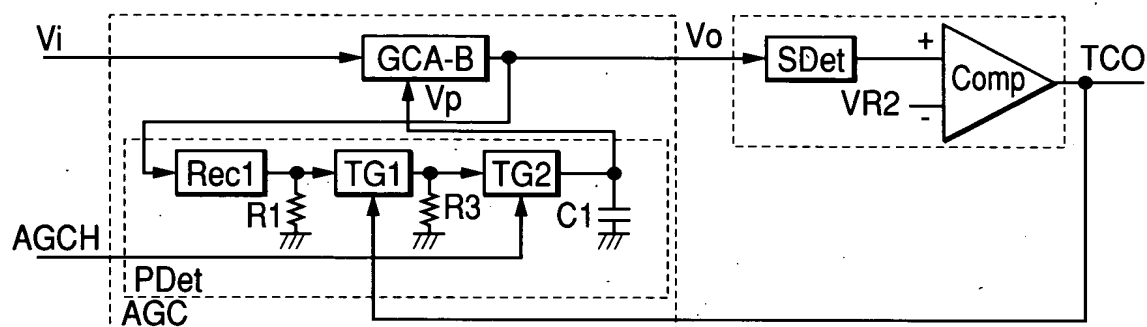 Vi
GCA-B
Vo
SDet
+
Comp
TCO
Vp
VR2
-
Rec1
TG1
TG2
R1
R3
C1
AGCH
PDet
AGC